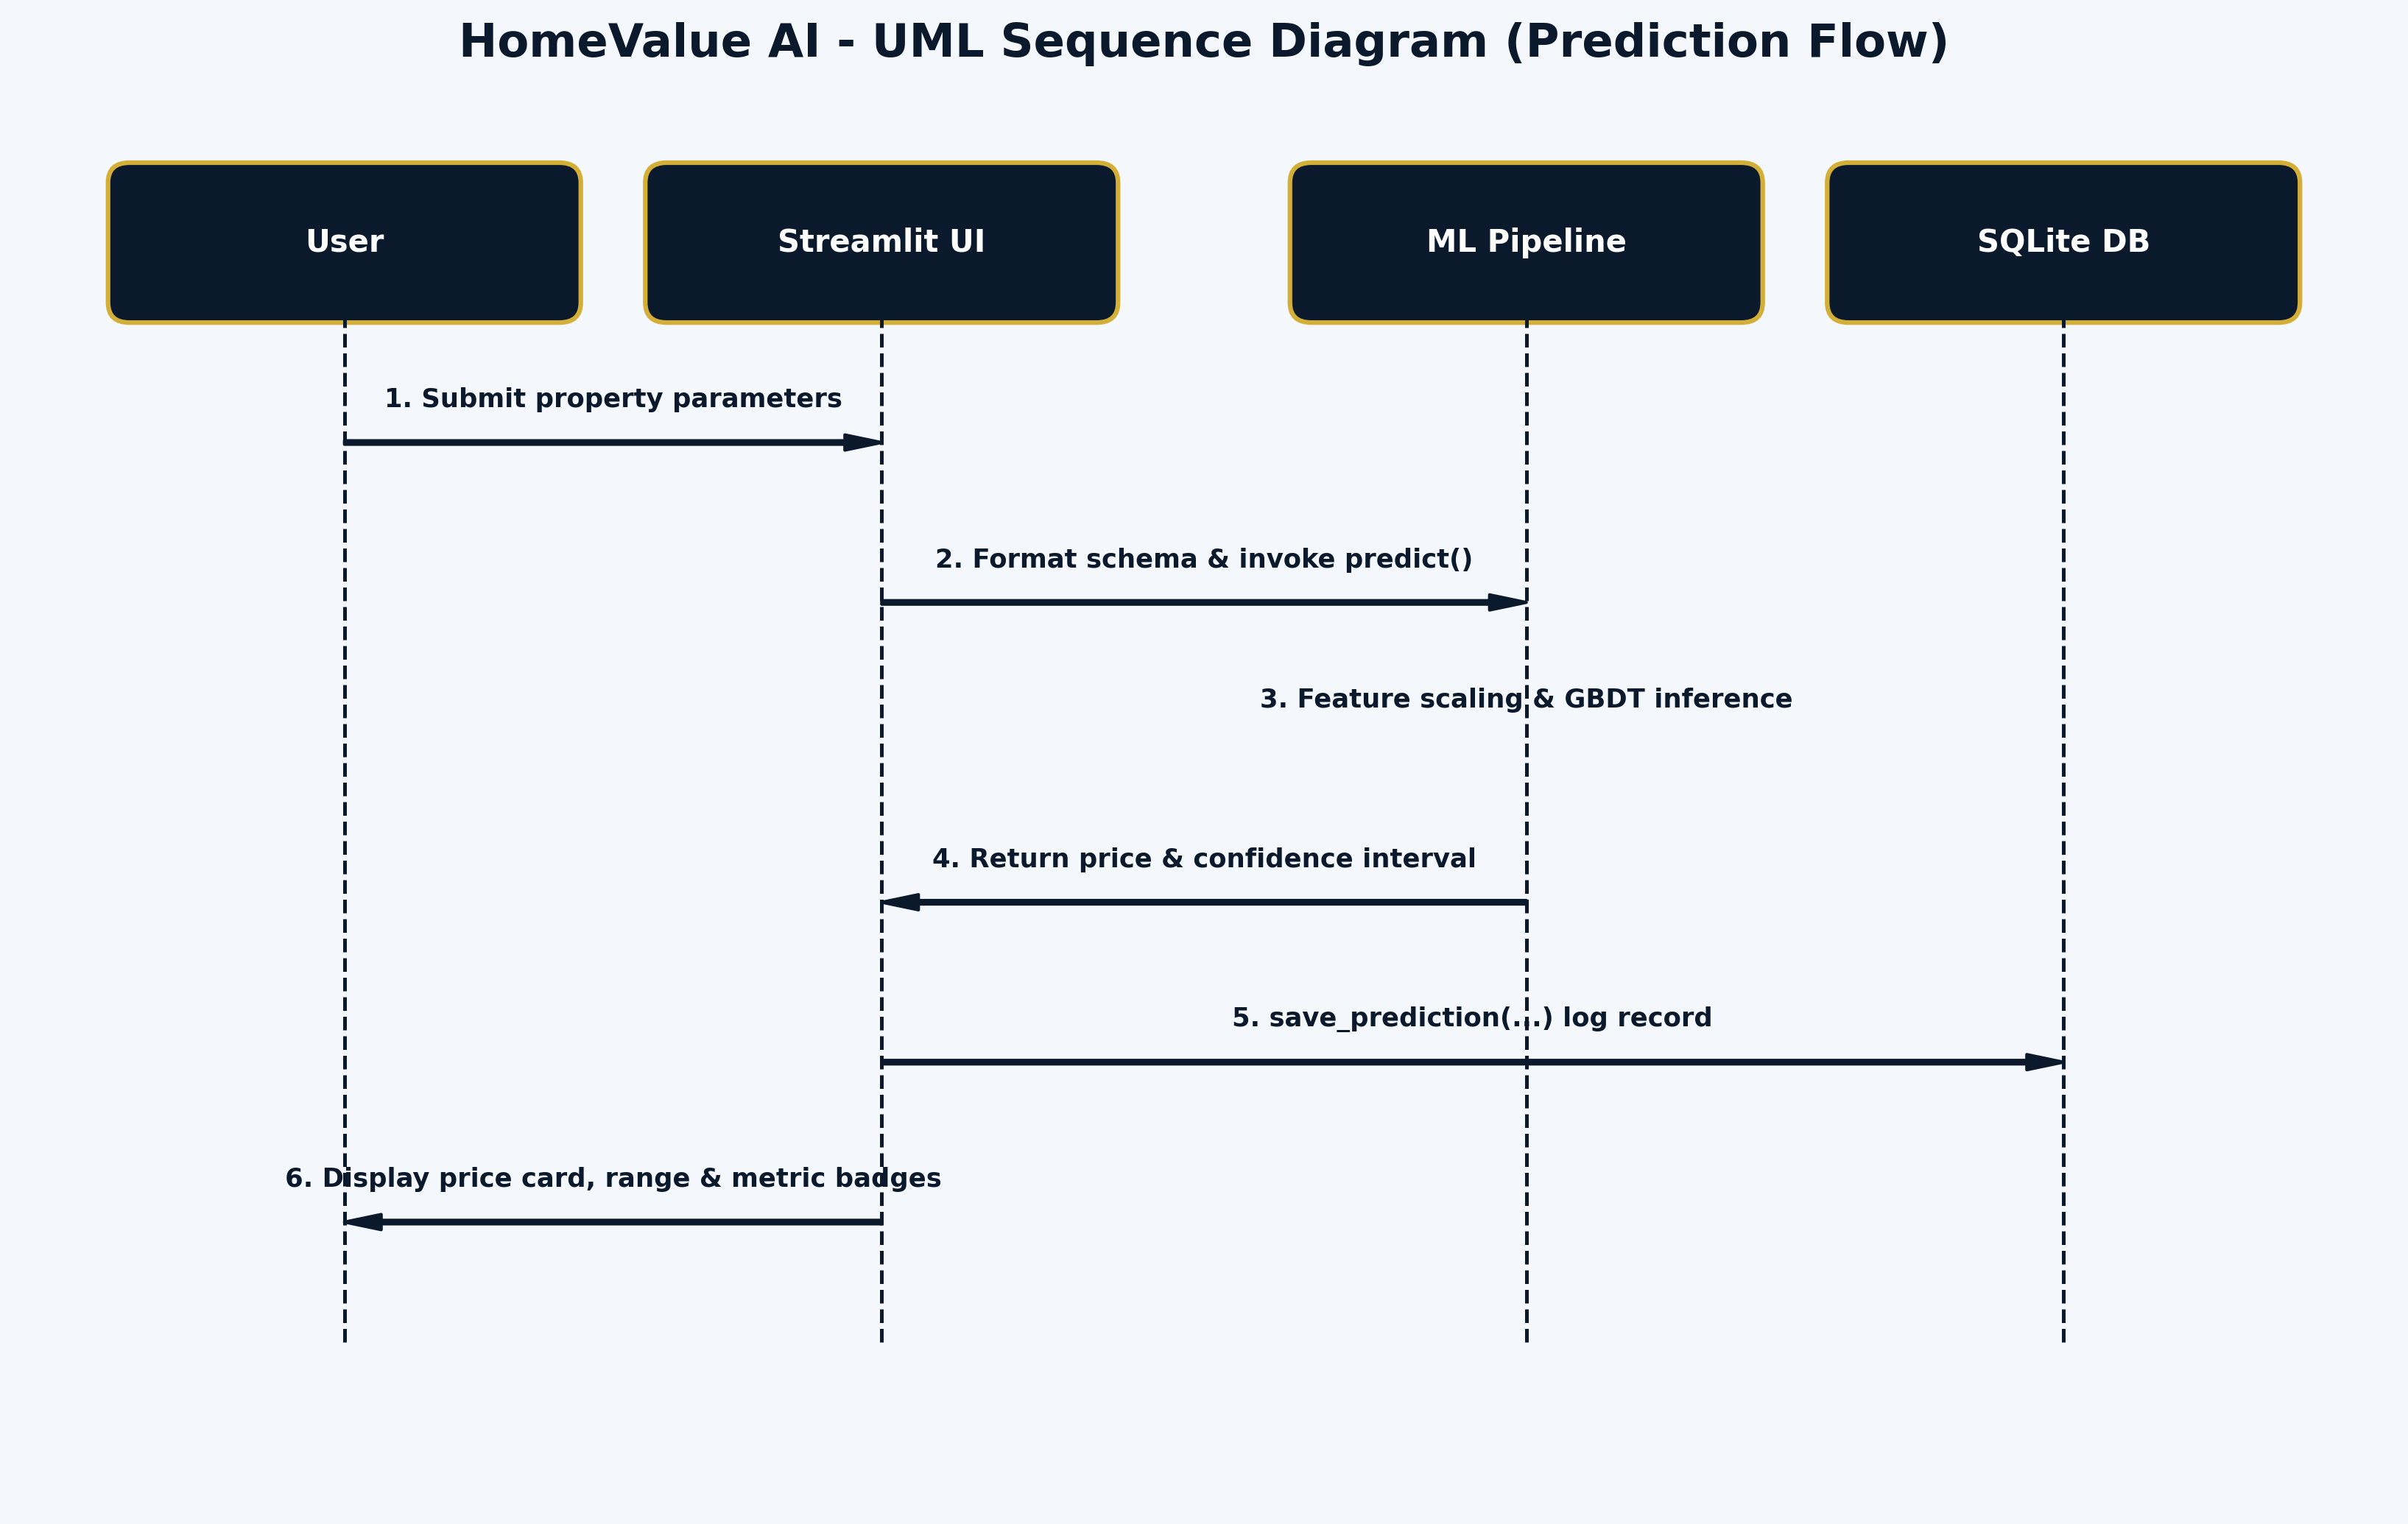 HomeValue AI - UML Sequence Diagram (Prediction Flow)
User
Streamlit UI
ML Pipeline
SQLite DB
1. Submit property parameters
2. Format schema & invoke predict()
3. Feature scaling & GBDT inference
4. Return price & confidence interval
5. save_prediction(...) log record
6. Display price card, range & metric badges